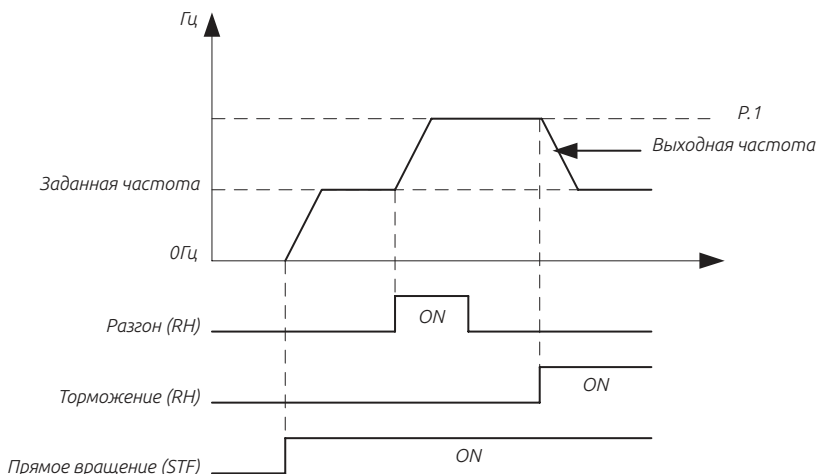 Гц
P.1
Выходная частота
Заданная частота
0Гц
Разгон (RH)
ON
Торможение (RH)
ON
Прямое вращение (STF)
ON